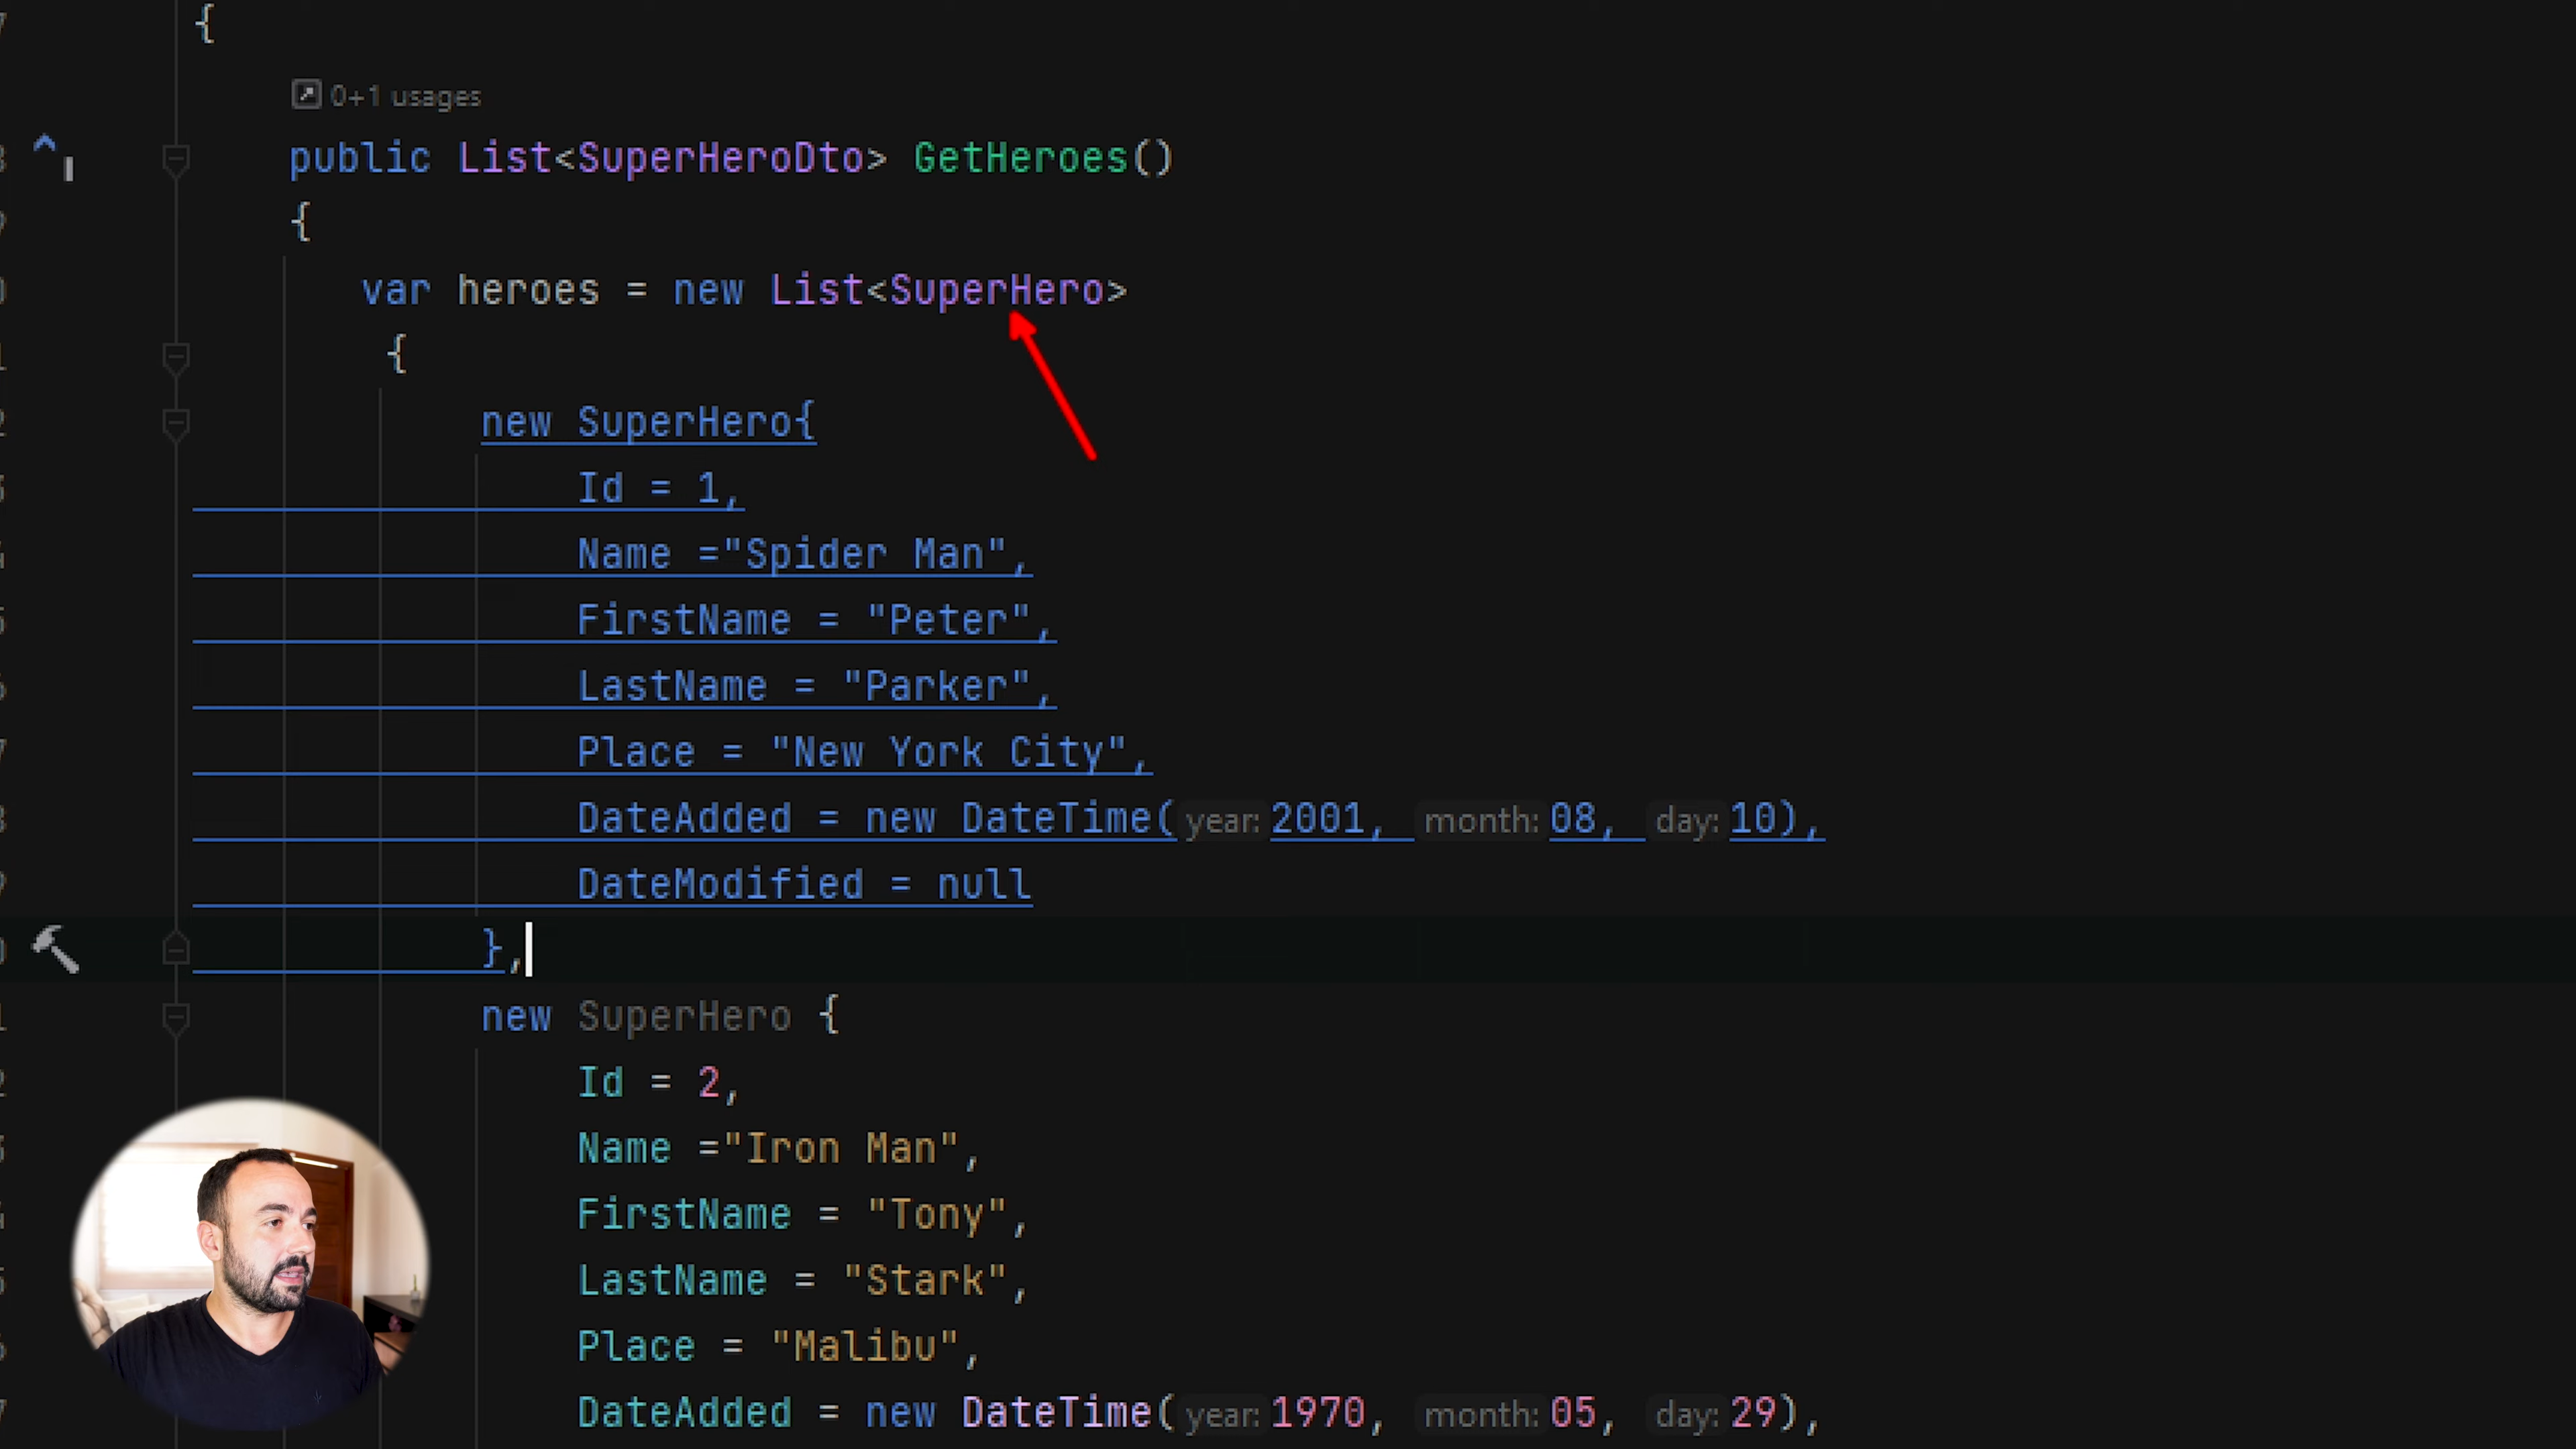 {
0+1 usages
public List<SuperHeroDto> GetHeroes()
{
var heroes = new List<SuperHero>
{
new SuperHero{
Id = 1,
Name ="Spider Man",
FirstName = "Peter",
LastName = "Parker",
Place = "New York City",
DateAdded = new DateTime(year: 2001, month: 08, day: 10),
DateModified = null
},
new SuperHero {
Id = 2,
Name ="Iron Man",
FirstName = "Tony",
LastName = "Stark",
Place = "Malibu",
DateAdded = new DateTime(year: 1970, month: 05, day: 29),